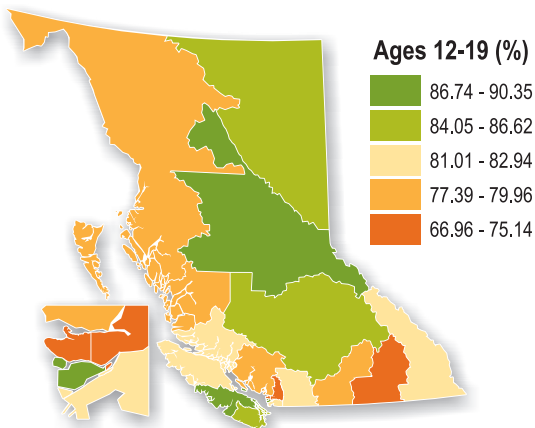 Ages 12-19 (%)
86.74 - 90.35
84.05 - 86.62
81.01 - 82.94
77.39 - 79.96
66.96 - 75.14